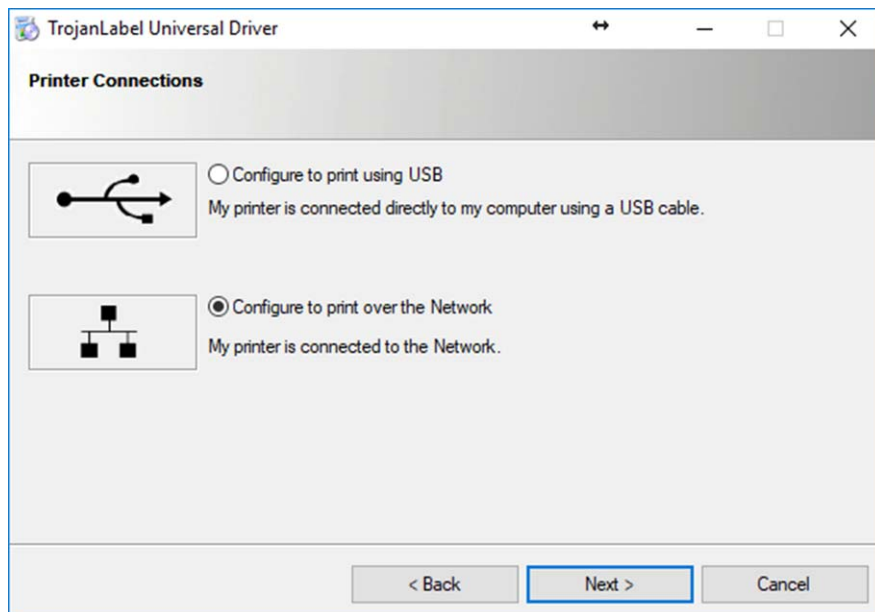 TrojanLabel Universal Driver
Printer Connections
Configure to print using USB
My printer is connected directly to my computer using a USB cable.
Configure to print over the Network
My printer is connected to the Network.
< Back Next > Cancel